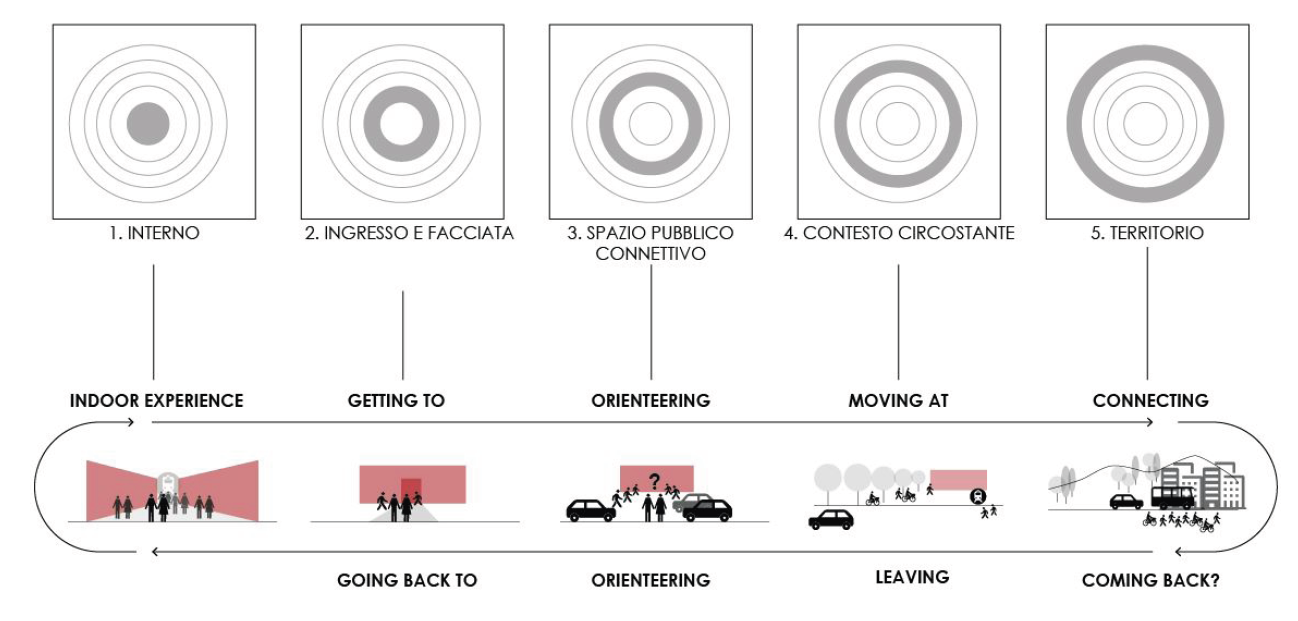 1. INTERNO
2. INGRESSO E FACCIATA
3. SPAZIO PUBBLICO
CONNETTIVO
4. CONTESTO CIRCOSTANTE
5. TERRITORIO
INDOOR EXPERIENCE
GETTING TO
ORIENTEERING
MOVING AT
CONNECTING
?
GOING BACK TO
ORIENTEERING
LEAVING
COMING BACK?